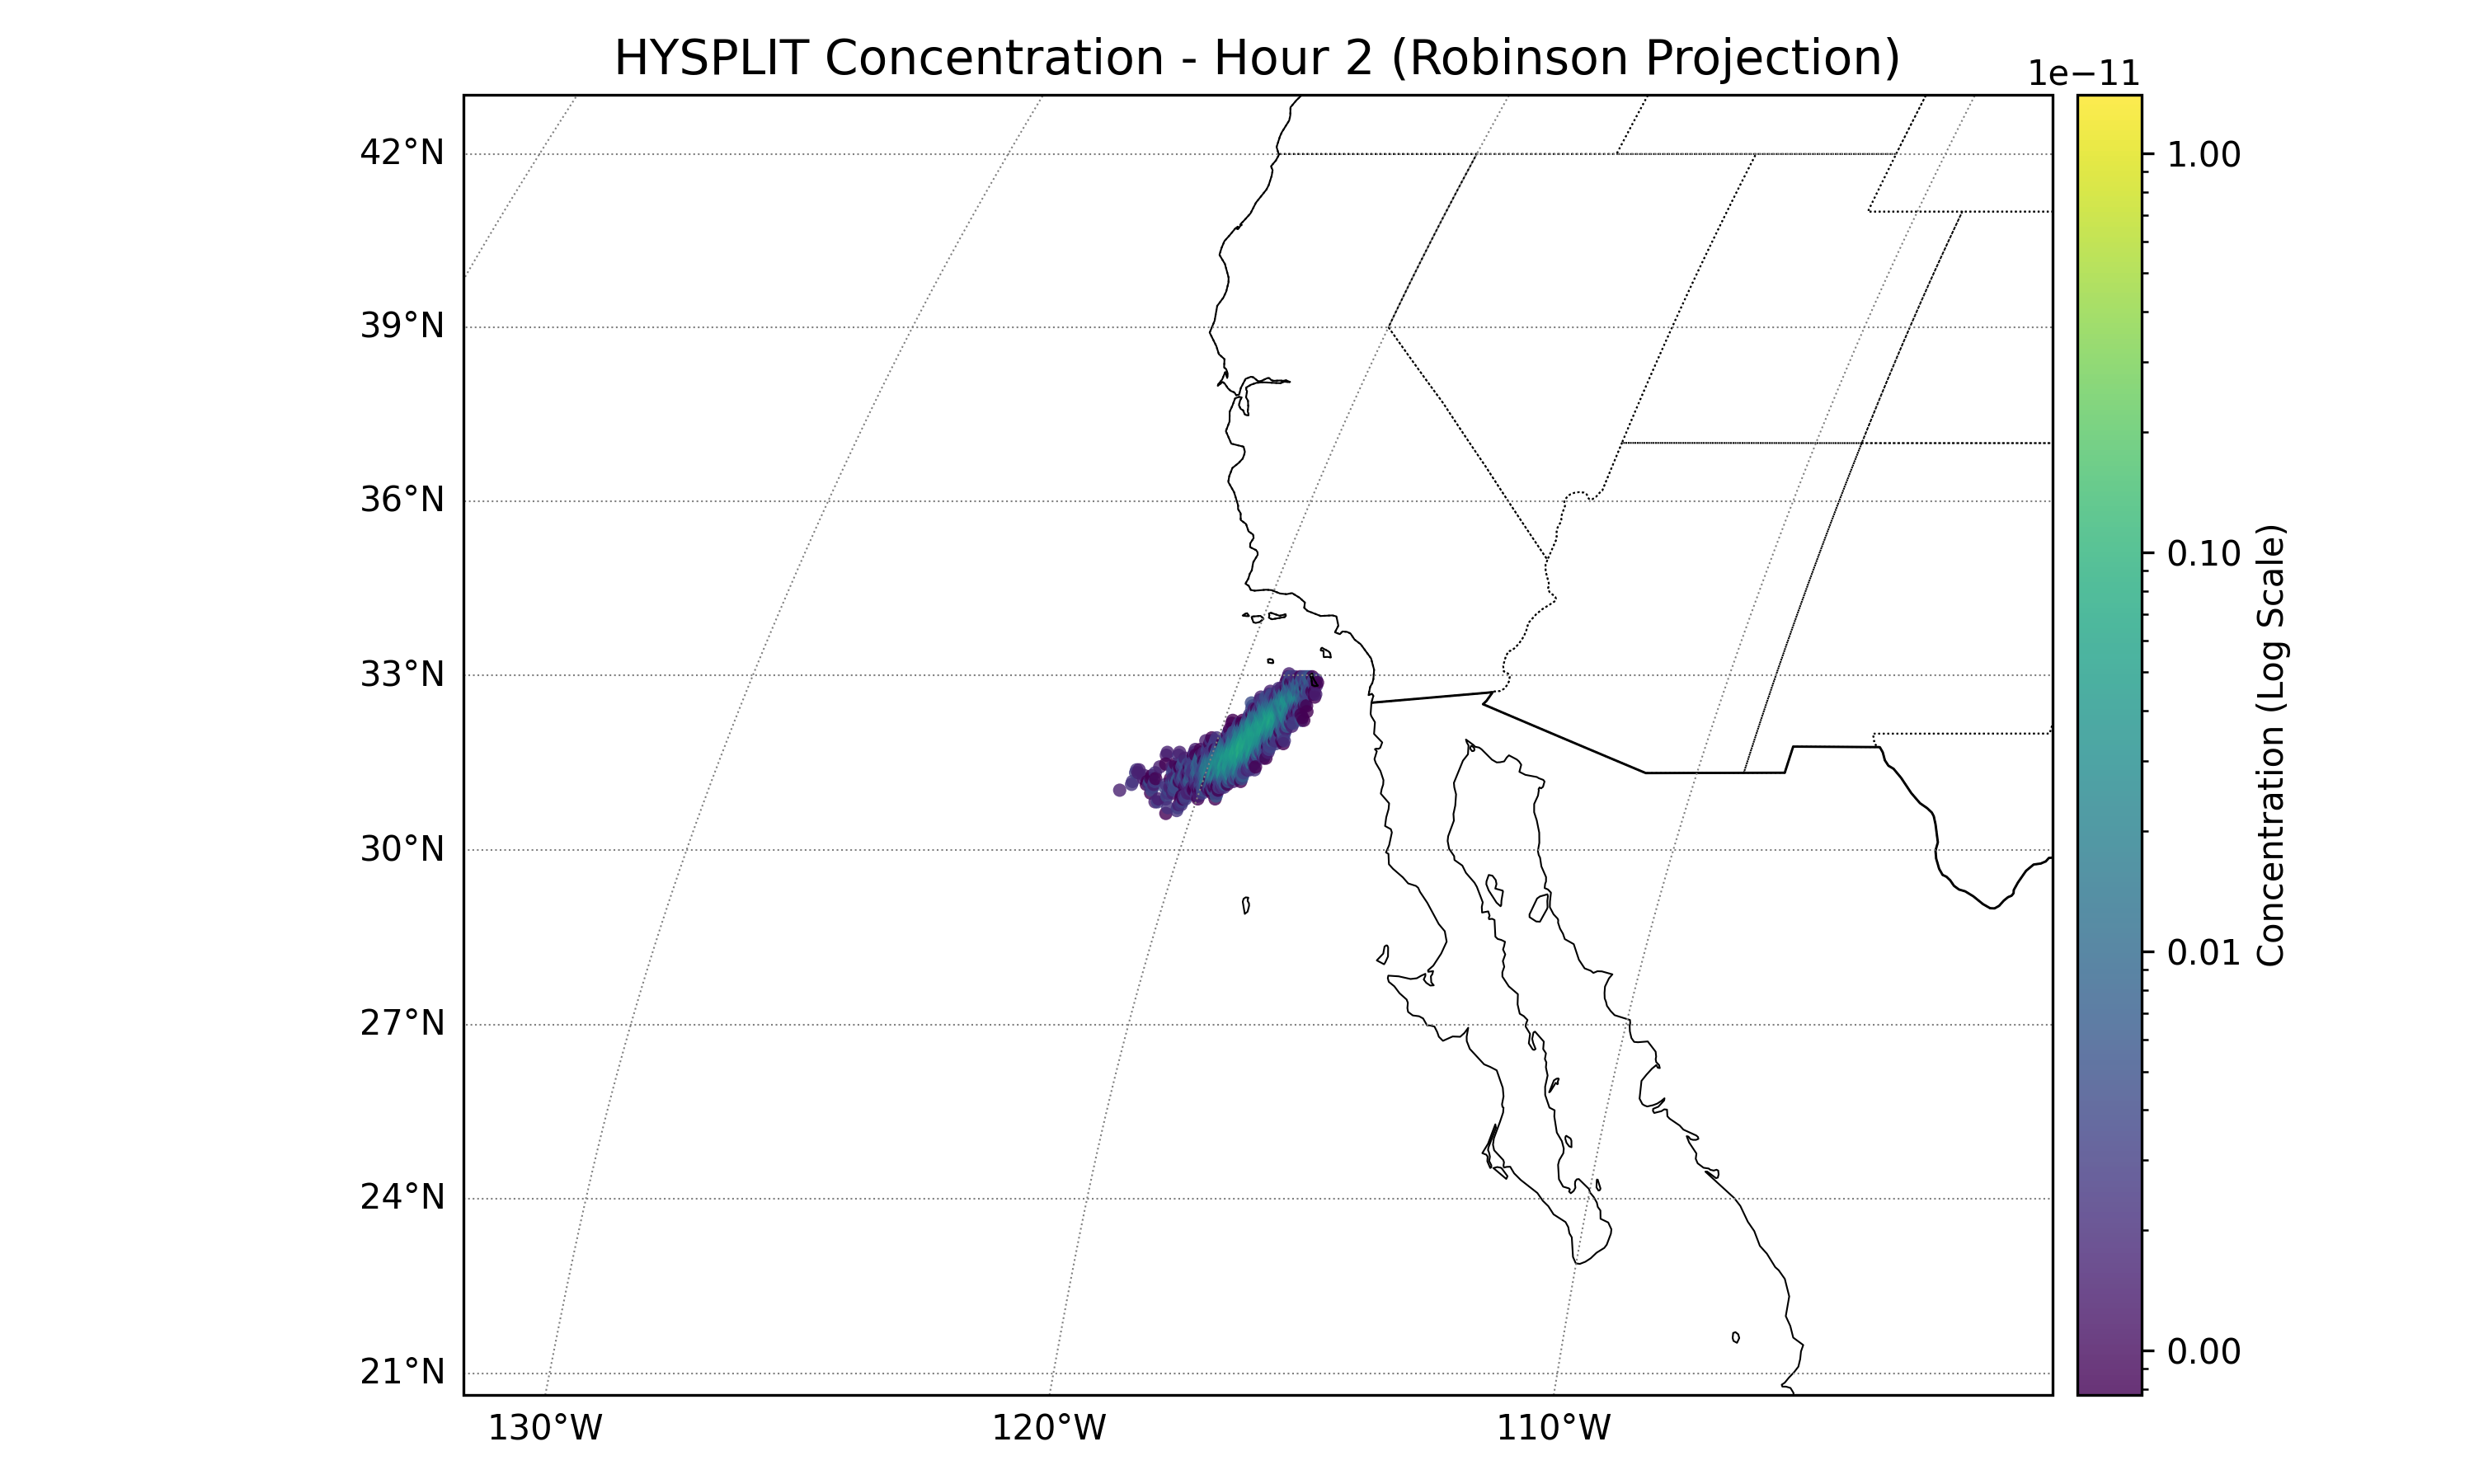 HYSPLIT Concentration - Hour 2 (Robinson Projection)
1e−11
42°N
39°N
36°N
33°N
30°N
27°N
24°N
21°N
130°W
120°W
110°W
1.00
0.10
0.01
0.00
Concentration (Log Scale)